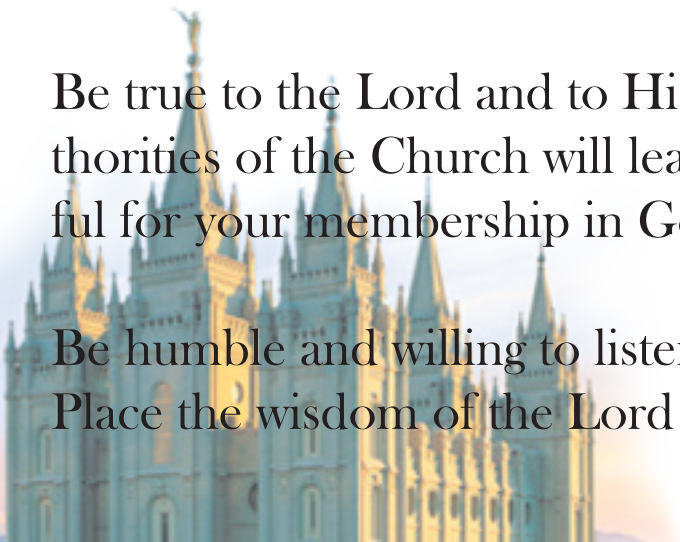 Be true to the Lord and to Hi
thorities of the Church will lea
ful for your membership in G
Be humble and willing to liste
Place the wisdom of the Lord